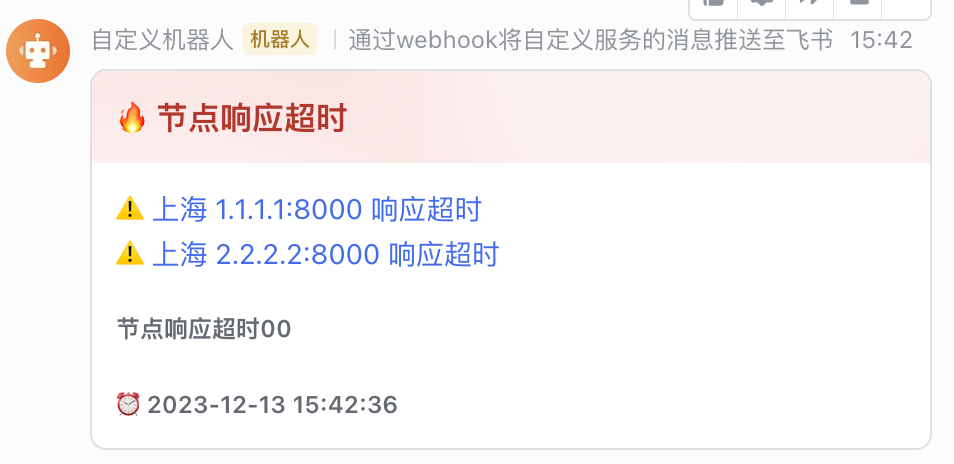 自定义机器人 机器人 | 通过webhook将自定义服务的消息推送至飞书 15:42
🔥 节点响应超时
⚠️ 上海 1.1.1.1:8000 响应超时
⚠️ 上海 2.2.2.2:8000 响应超时
节点响应超时00
⏰ 2023-12-13 15:42:36